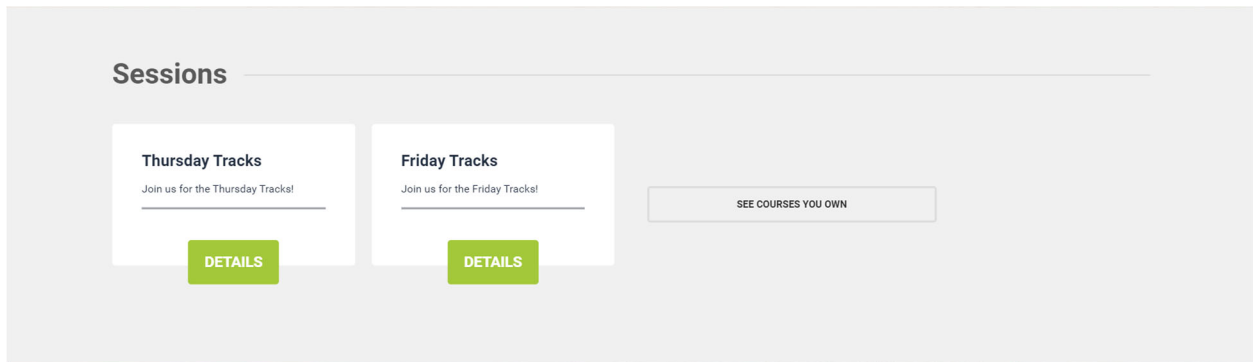 Sessions
Thursday Tracks
Join us for the Thursday Tracks!
DETAILS
Friday Tracks
Join us for the Friday Tracks!
DETAILS
SEE COURSES YOU OWN